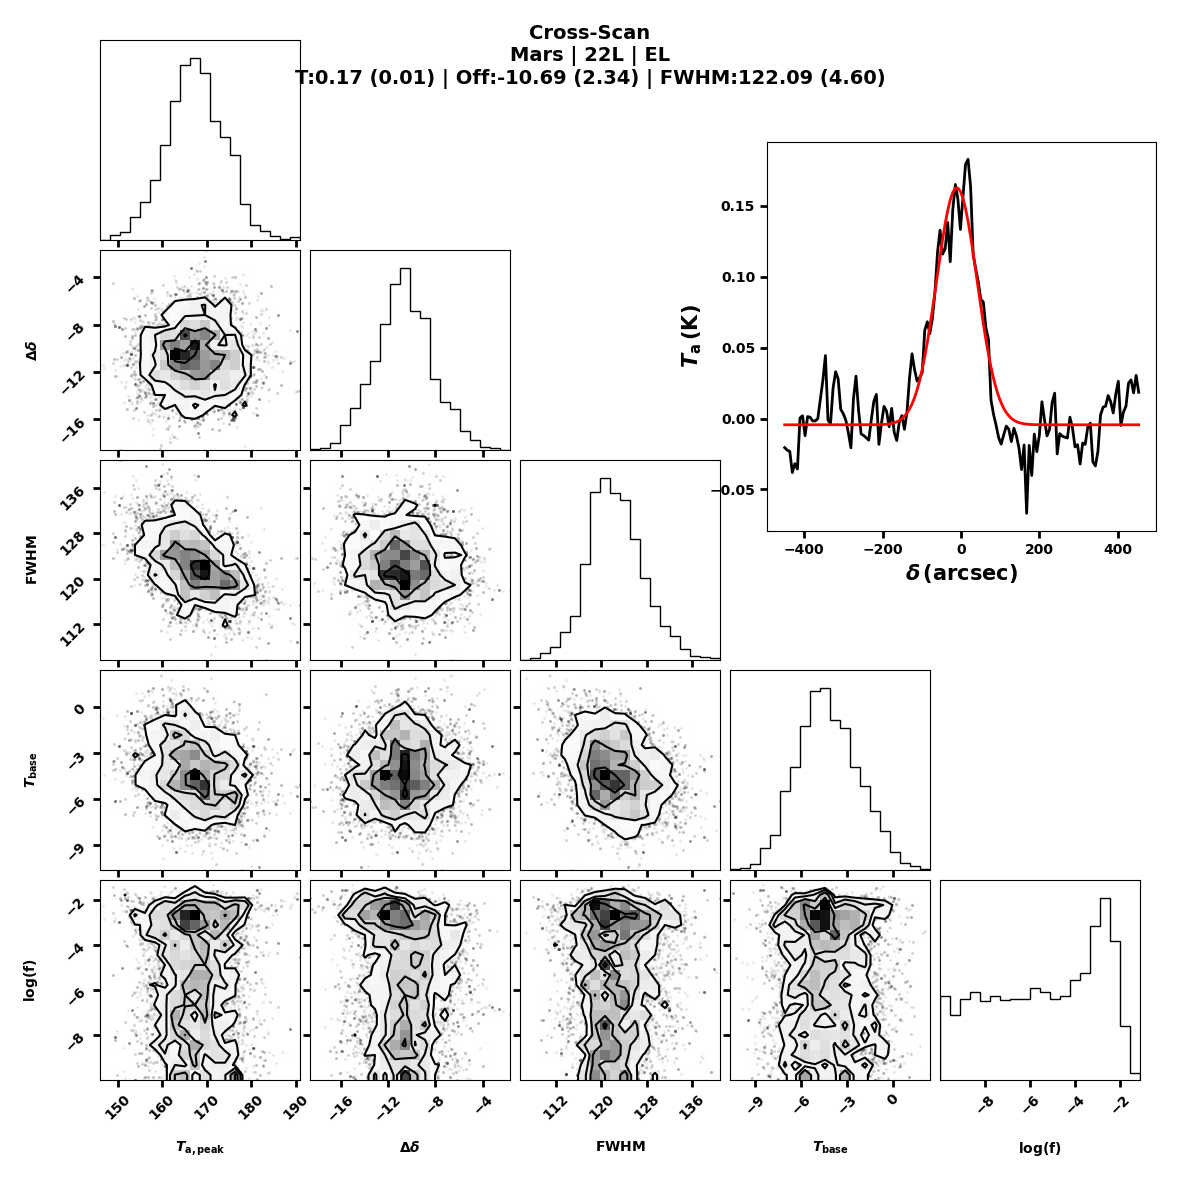 Cross-Scan
Mars | 22L | EL
T:0.17 (0.01) | Off:-10.69 (2.34) | FWHM:122.09 (4.60)
0.15
0.10
0.05
0.00
−0.05
Tₐ (K)
−400 −200 0 200 400
δ (arcsec)
−4
−8
−12
−16
Δδ
136
128
120
112
FWHM
0
−3
−6
−9
T_base
−2
−4
−6
−8
log(f)
150 160 170 180 190
−16 −12 −8 −4
112 120 128 136
−9 −6 −3 0
−8 −6 −4 −2
T_a,peak
Δδ
FWHM
T_base
log(f)